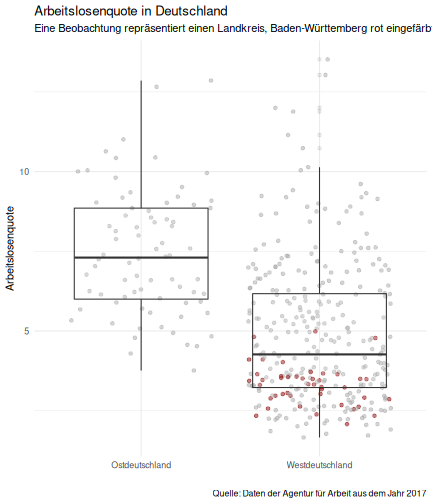 Arbeitslosenquote in Deutschland
Eine Beobachtung repräsentiert einen Landkreis, Baden-Württemberg rot eingefärbt
Arbeitslosenquote
10
5
Ostdeutschland
Westdeutschland
Quelle: Daten der Agentur für Arbeit aus dem Jahr 2017